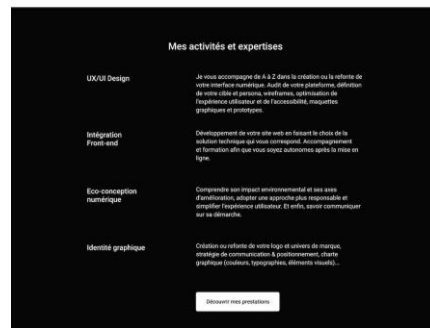 Mes activités et expertises
UX/UI Design
Je vous accompagne de A à Z dans la création ou la refonte de
votre interface numérique. Audit de votre plateforme, définition
de votre cible et persona, wireframes, optimisation de
l'expérience utilisateur et de l'accessibilité, maquettes
graphiques et prototypes.
Intégration
Front-end
Développement de votre site web en faisant le choix de la
solution technique qui vous correspond. Accompagnement
et formation afin que vous soyez autonomes après la mise en
ligne.
Eco-conception
numérique
Comprendre son impact environnemental et ses axes
d'amélioration, adopter une approche plus responsable et
simplifier l'expérience utilisateur. Et enfin, savoir communiquer
sur sa démarche.
Identité graphique
Création ou refonte de votre logo et univers de marque,
stratégie de communication & positionnement, charte
graphique (couleurs, typographies, éléments visuels)...
Découvrir mes prestations